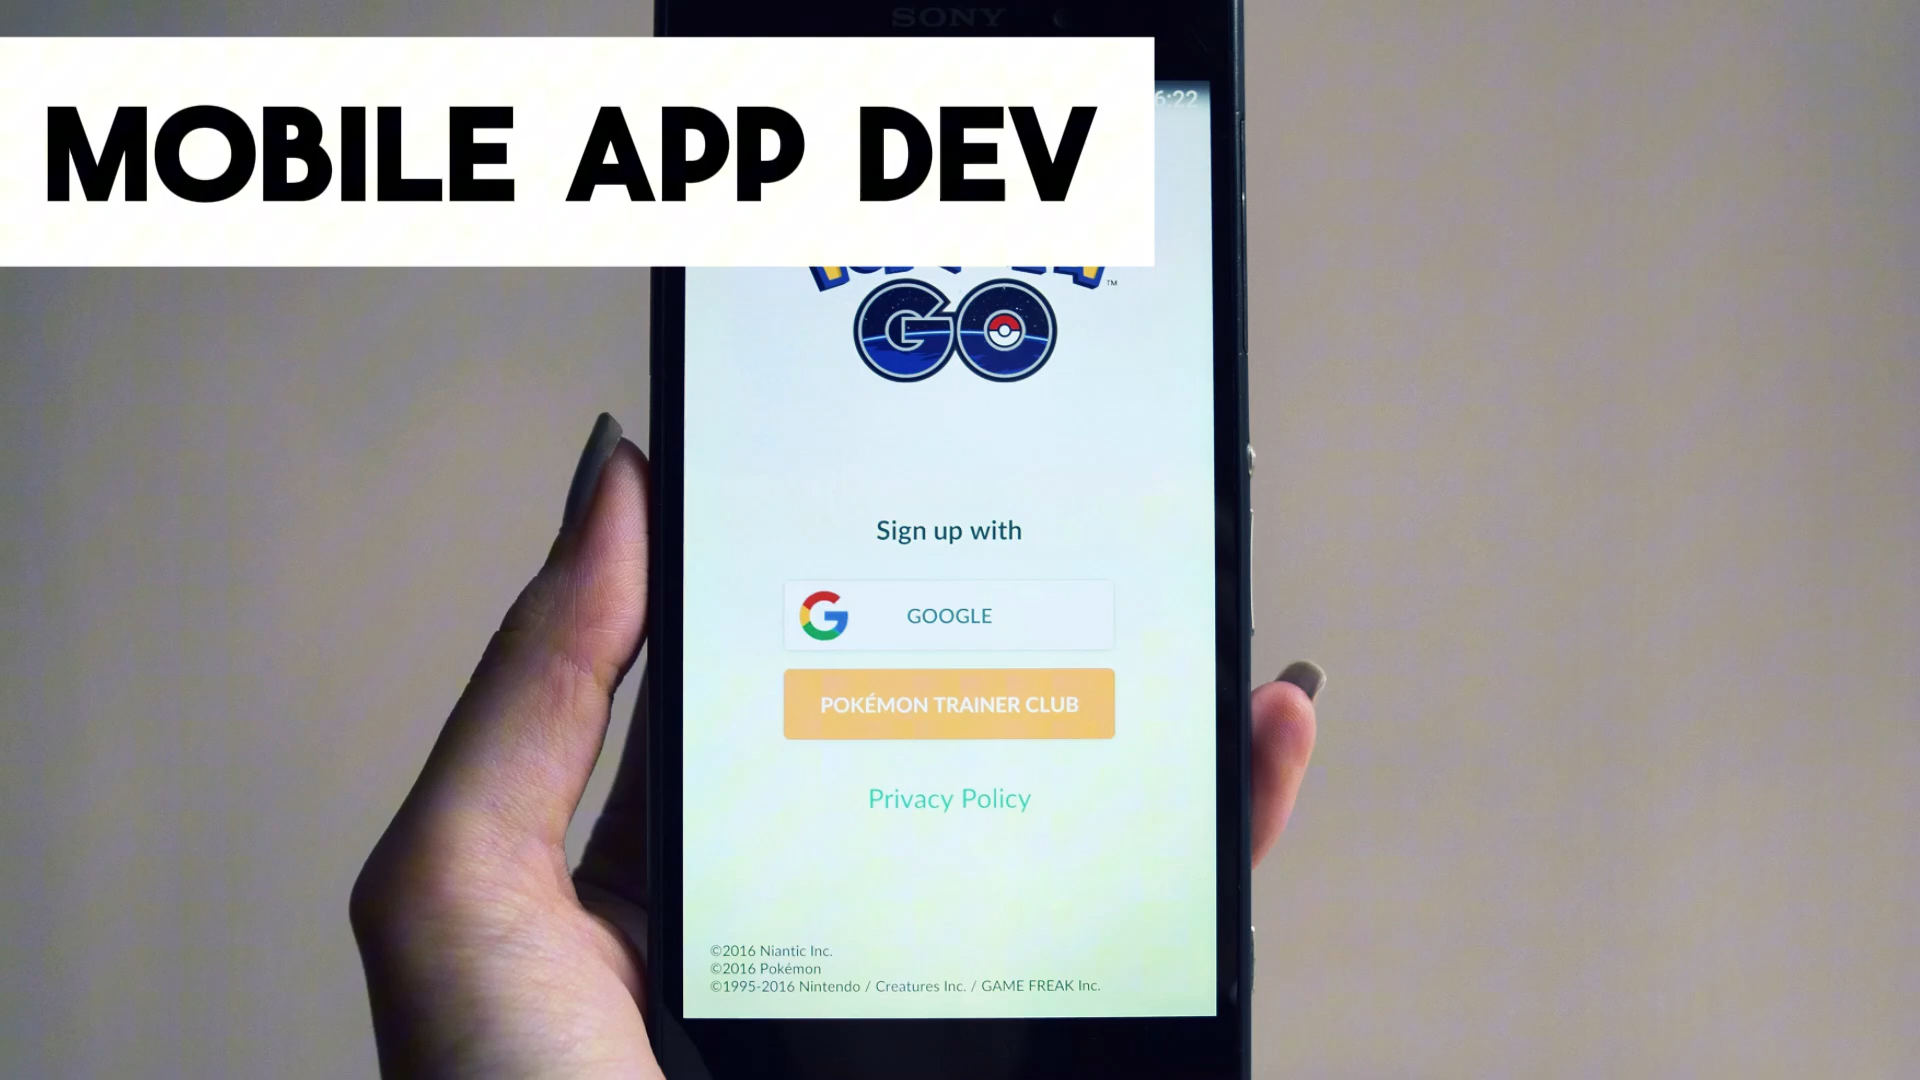 SONY
MOBILE APP DEV
6:22
TM
GO
Sign up with
GOOGLE
POKÉMON TRAINER CLUB
Privacy Policy
©2016 Niantic Inc.
©2016 Pokémon
©1995-2016 Nintendo / Creatures Inc. / GAME FREAK Inc.